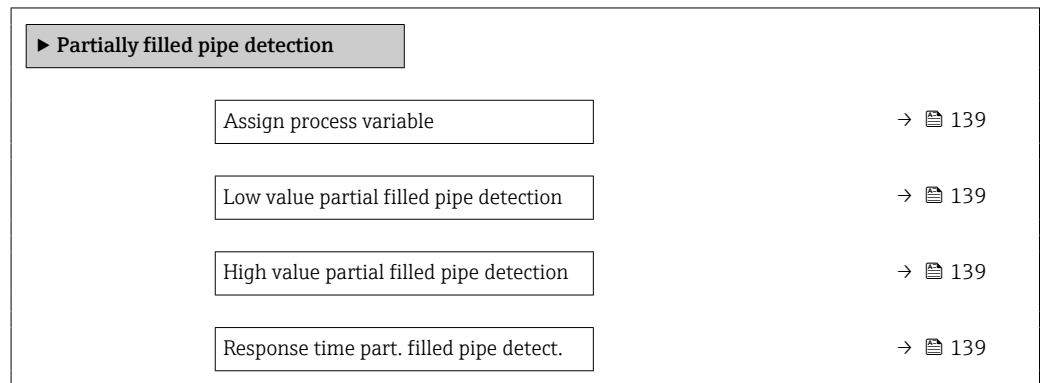 ▶ Partially filled pipe detection
Assign process variable → 139
Low value partial filled pipe detection → 139
High value partial filled pipe detection → 139
Response time part. filled pipe detect. → 139